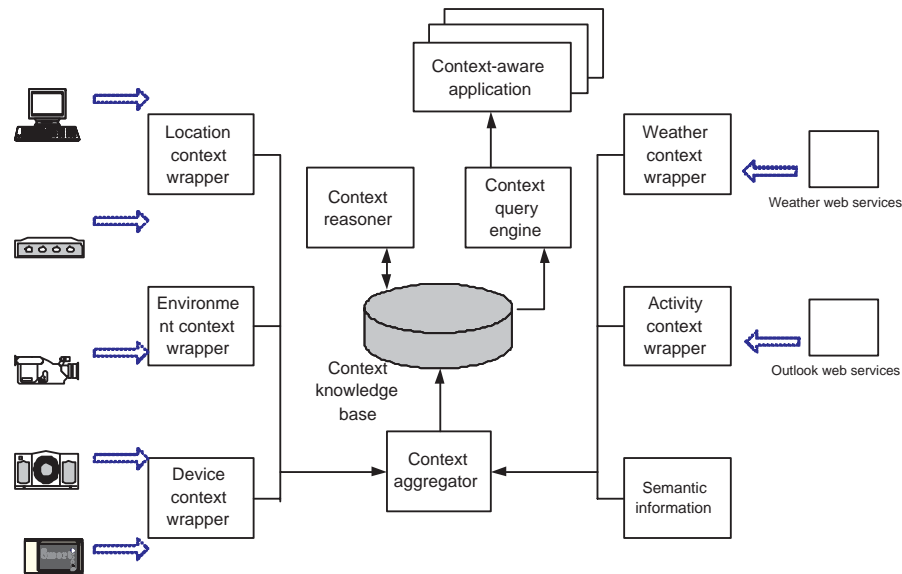 Context-aware
application
Location
context
wrapper
Weather
context
wrapper
Context
reasoner
Context
query
engine
Weather web services
Environme
nt context
wrapper
Activity
context
wrapper
Context
knowledge
base
Outlook web services
Device
context
wrapper
Context
aggregator
Semantic
information
Smart